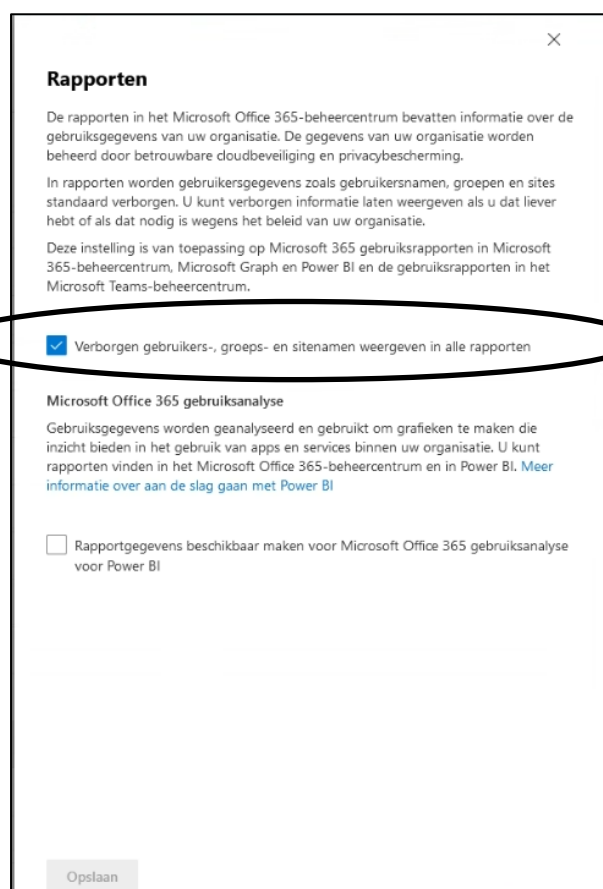 Rapporten
De rapporten in het Microsoft Office 365-beheercentrum bevatten informatie over de
gebruiksgegevens van uw organisatie. De gegevens van uw organisatie worden
beheerd door betrouwbare cloudbeveiliging en privacybescherming.
In rapporten worden gebruikersgegevens zoals gebruikersnamen, groepen en sites
standaard verborgen. U kunt verborgen informatie laten weergeven als u dat liever
hebt of als dat nodig is wegens het beleid van uw organisatie.
Deze instelling is van toepassing op Microsoft 365 gebruiksrapporten in Microsoft
365-beheercentrum, Microsoft Graph en Power BI en de gebruiksrapporten in het
Microsoft Teams-beheercentrum.
Verborgen gebruikers-, groeps- en sitenamen weergeven in alle rapporten
Microsoft Office 365 gebruiksanalyse
Gebruiksgegevens worden geanalyseerd en gebruikt om grafieken te maken die
inzicht bieden in het gebruik van apps en services binnen uw organisatie. U kunt
rapporten vinden in het Microsoft Office 365-beheercentrum en in Power BI. Meer
informatie over aan de slag gaan met Power BI
Rapportgegevens beschikbaar maken voor Microsoft Office 365 gebruiksanalyse
voor Power BI
Opslaan